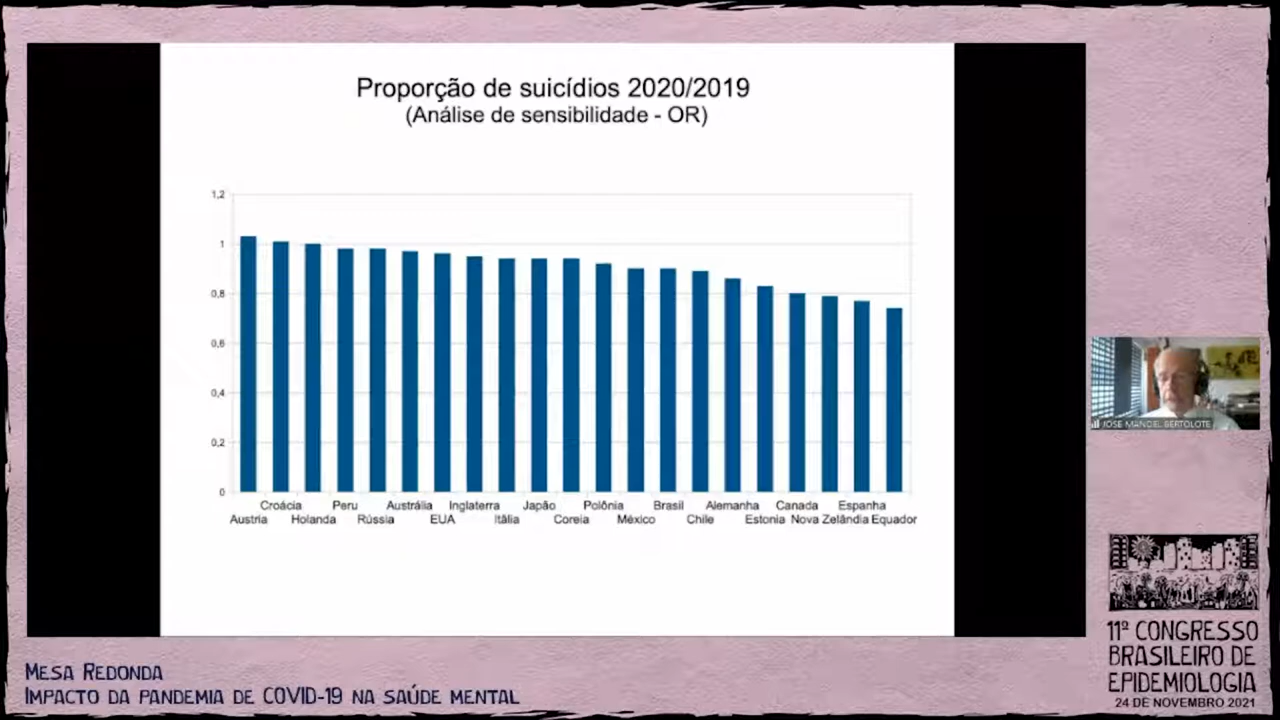 Proporção de suicídios 2020/2019
(Análise de sensibilidade - OR)
1,2
1
0,8
0,6
0,4
0,2
0
Croácia Peru Austrália Inglaterra Japão Polônia Brasil Alemanha Canada Espanha
Austria Holanda Rússia EUA Itália Coreia México Chile Estonia Nova Zelândia Equador
JOSE MANOEL BERTOLOTE
MESA REDONDA
IMPACTO DA PANDEMIA DE COVID-19 NA SAÚDE MENTAL
11º CONGRESSO
BRASILEIRO DE
EPIDEMIOLOGIA
24 DE NOVEMBRO 2021